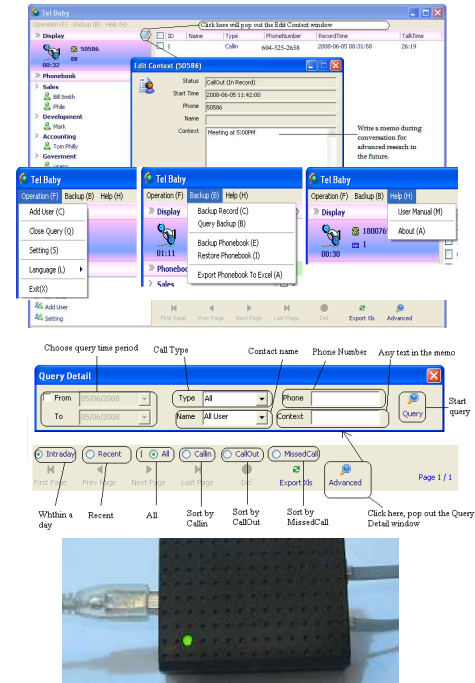 Tel Baby
Operation (F) Backup (B) Help (H)
Click here will pop out the Edit Context window
Display
ID Name Type PhoneNumber RecordTime TalkTime
50586
1 Callin 604-525-2658 2008-06-05 08:31:58 26:19
00:32
Edit Context (50586)
Phonebook
Sales
Bill Smith
Phile
Development
Mark
Accounting
Tom Philly
Goverment
Status CallOut (In Record)
Start Time 2008-06-05 11:42:00
Phone 50586
Name
Context Meeting at 5:00PM
Write a memo during
conversation for
advanced reseach in
the future.
Tel Baby
Operation (F) Backup (B) Help (H)
Add User (C)
Close Query (Q)
Setting (S)
Language (L)
Exit(X)
Tel Baby
Operation (F) Backup (B) Help (H)
Display
Backup Record (C)
Query Backup (B)
Backup Phonebook (E)
Restore Phonebook (I)
Export Phonebook To Excel (A)
01:11
Phoneboo
Sales
Tel Baby
Operation (F) Backup (B) Help (H)
Display
User Manual (M)
About (A)
18007
1
00:30
Add User
Setting
First Page Prev Page Next Page Last Page Del Export Xls Advanced
Choose query time period
Call Type
Contact name
Phone Number
Any text in the memo
Query Detail
From 05/06/2008
To 05/06/2008
Type All
Name All User
Phone
Context
Query
Start
query
Intraday Recent All Callin CallOut MissedCall
First Page Prev Page Next Page Last Page Del Export Xls Advanced
Page 1 / 1
Whthin a
day
Recent
All
Sort by
Callin
Sort by
CallOut
Sort by
MissedCall
Click here, pop out the Query
Detail window